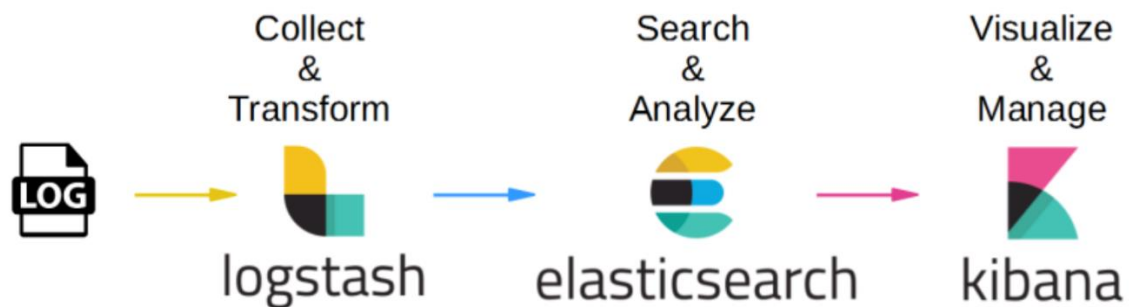 Collect
&
Transform
Search
&
Analyze
Visualize
&
Manage
LOG
logstash
elasticsearch
kibana